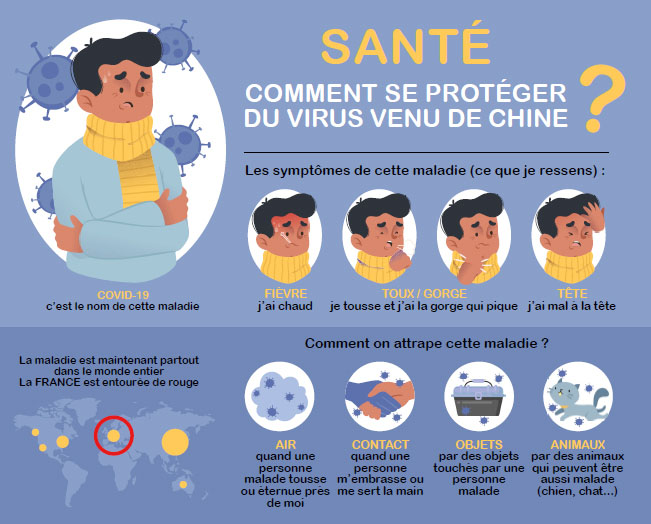 SANTÉ
COMMENT SE PROTÉGER
DU VIRUS VENU DE CHINE ?
Les symptômes de cette maladie (ce que je ressens) :
COVID-19
c'est le nom de cette maladie
FIÈVRE
j'ai chaud
TOUX / GORGE
je tousse et j'ai la gorge qui pique
TÊTE
j'ai mal a la tête
La maladie est maintenant partout
dans le monde entier
La FRANCE est entourée de rouge
Comment on attrape cette maladie ?
AIR
quand une
personne
malade tousse
ou éternue près
de moi
CONTACT
quand une
personne
m'embrasse ou
me sert la main
OBJETS
par des objets
touchés par une
personne
malade
ANIMAUX
par des animaux
qui peuvent être
aussi malade
(chien, chat...)